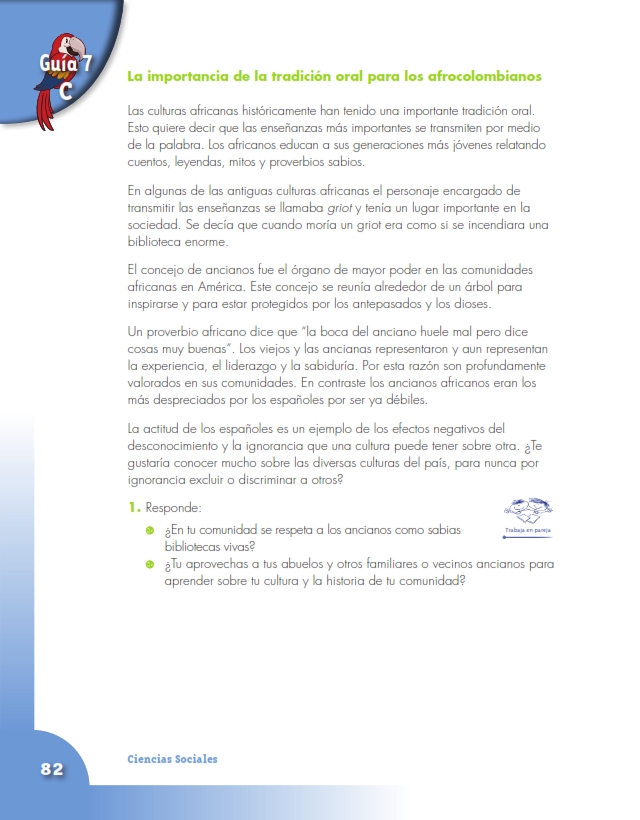 Guía 7
C
La importancia de la tradición oral para los afrocolombianos
Las culturas africanas históricamente han tenido una importante tradición oral.
Esto quiere decir que las enseñanzas más importantes se transmiten por medio
de la palabra. Los africanos educan a sus generaciones más jóvenes relatando
cuentos, leyendas, mitos y proverbios sabios.
En algunas de las antiguas culturas africanas el personaje encargado de
transmitir las enseñanzas se llamaba griot y tenía un lugar importante en la
sociedad. Se decía que cuando moría un griot era como si se incendiara una
biblioteca enorme.
El concejo de ancianos fue el órgano de mayor poder en las comunidades
africanas en América. Este concejo se reunía alrededor de un árbol para
inspirarse y para estar protegidos por los antepasados y los dioses.
Un proverbio africano dice que “la boca del anciano huele mal pero dice
cosas muy buenas”. Los viejos y las ancianas representaron y aun representan
la experiencia, el liderazgo y la sabiduría. Por esta razón son profundamente
valorados en sus comunidades. En contraste los ancianos africanos eran los
más despreciados por los españoles por ser ya débiles.
La actitud de los españoles es un ejemplo de los efectos negativos del
desconocimiento y la ignorancia que una cultura puede tener sobre otra. ¿Te
gustaría conocer mucho sobre las diversas culturas del país, para nunca por
ignorancia excluir o discriminar a otros?
1. Responde:
¿En tu comunidad se respeta a los ancianos como sabias
bibliotecas vivas?
Trabaja en pareja
¿Tu aprovechas a tus abuelos y otros familiares o vecinos ancianos para
aprender sobre tu cultura y la historia de tu comunidad?
Ciencias Sociales
82